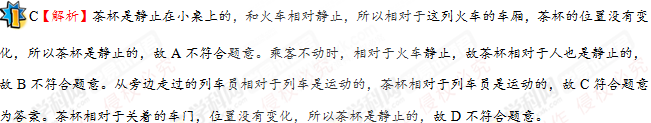 1 C【解析】茶杯是静止在小桌上的，和火车相对静止，所以相对于这列火车的车厢，茶杯的位置没有变
化，所以茶杯是静止的，故 A 不符合题意。乘客不动时，相对于火车静止，故茶杯相对于人也是静止的，
故 B 不符合题意。从旁边走过的列车员相对于列车是运动的，茶杯相对于列车员是运动的，故 C 符合题意
为答案。茶杯相对于关着的车门，位置没有变化，所以茶杯是静止的，故 D 不符合题意。